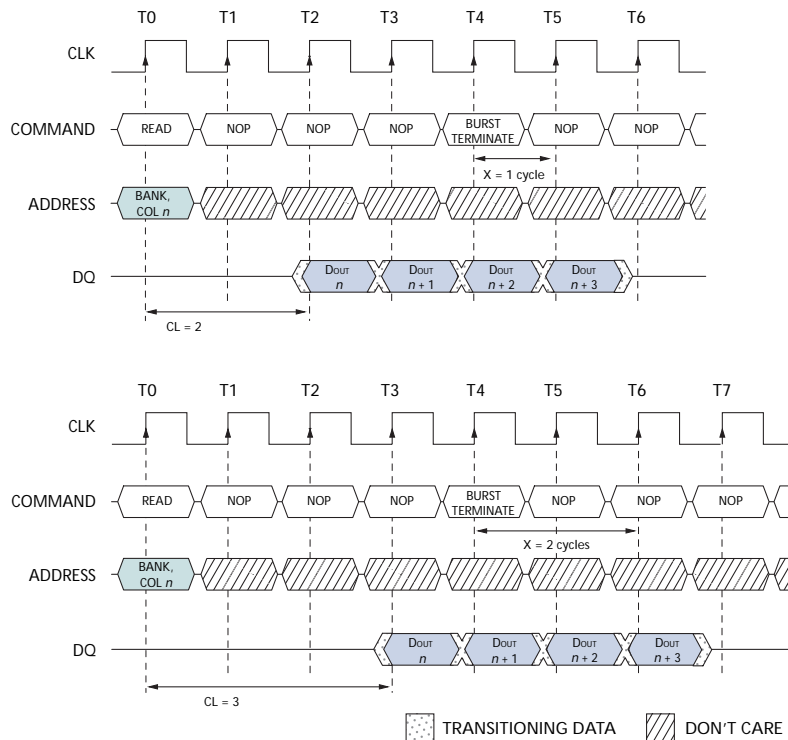 T0 T1 T2 T3 T4 T5 T6
CLK
COMMAND READ NOP NOP NOP BURST TERMINATE NOP NOP
X = 1 cycle
ADDRESS BANK, COL n
DQ DOUT n DOUT n + 1 DOUT n + 2 DOUT n + 3
CL = 2
T0 T1 T2 T3 T4 T5 T6 T7
CLK
COMMAND READ NOP NOP NOP BURST TERMINATE NOP NOP NOP
X = 2 cycles
ADDRESS BANK, COL n
DQ DOUT n DOUT n + 1 DOUT n + 2 DOUT n + 3
CL = 3
TRANSITIONING DATA DON'T CARE